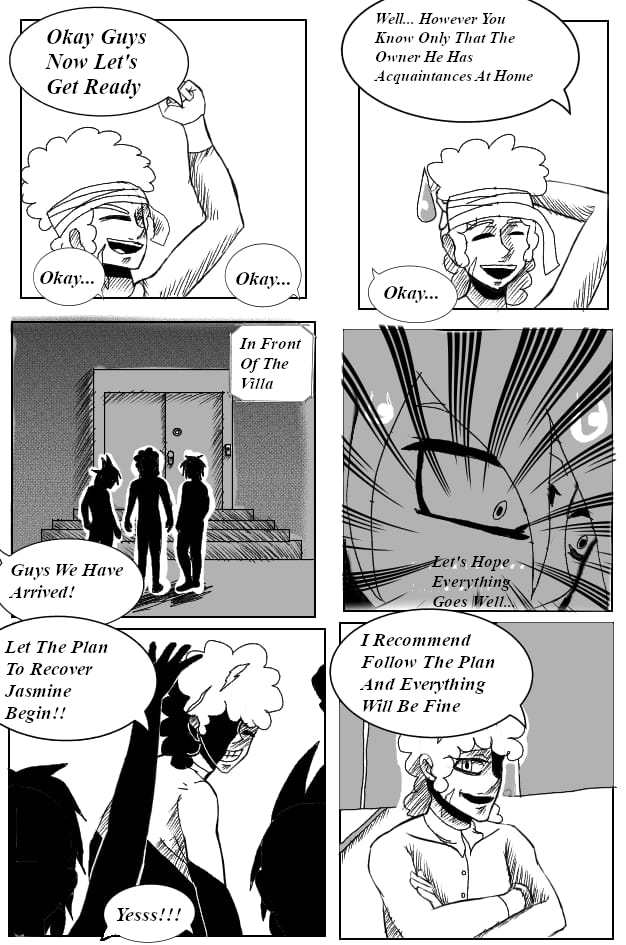 Okay Guys
Now Let's
Get Ready
Okay...
Okay...
Well... However You
Know Only That The
Owner He Has
Acquaintances At Home
Okay...
In Front
Of The
Villa
Guys We Have
Arrived!
Let's Hope
Everything
Goes Well...
Let The Plan
To Recover
Jasmine
Begin!!
Yesss!!!
I Recommend
Follow The Plan
And Everything
Will Be Fine